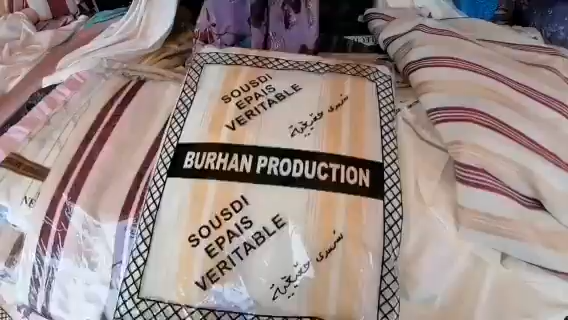 SOUSDI
EPAIS
VERITABLE
BURHAN PRODUCTION
SOUSDI
EPAIS
VERITABLE